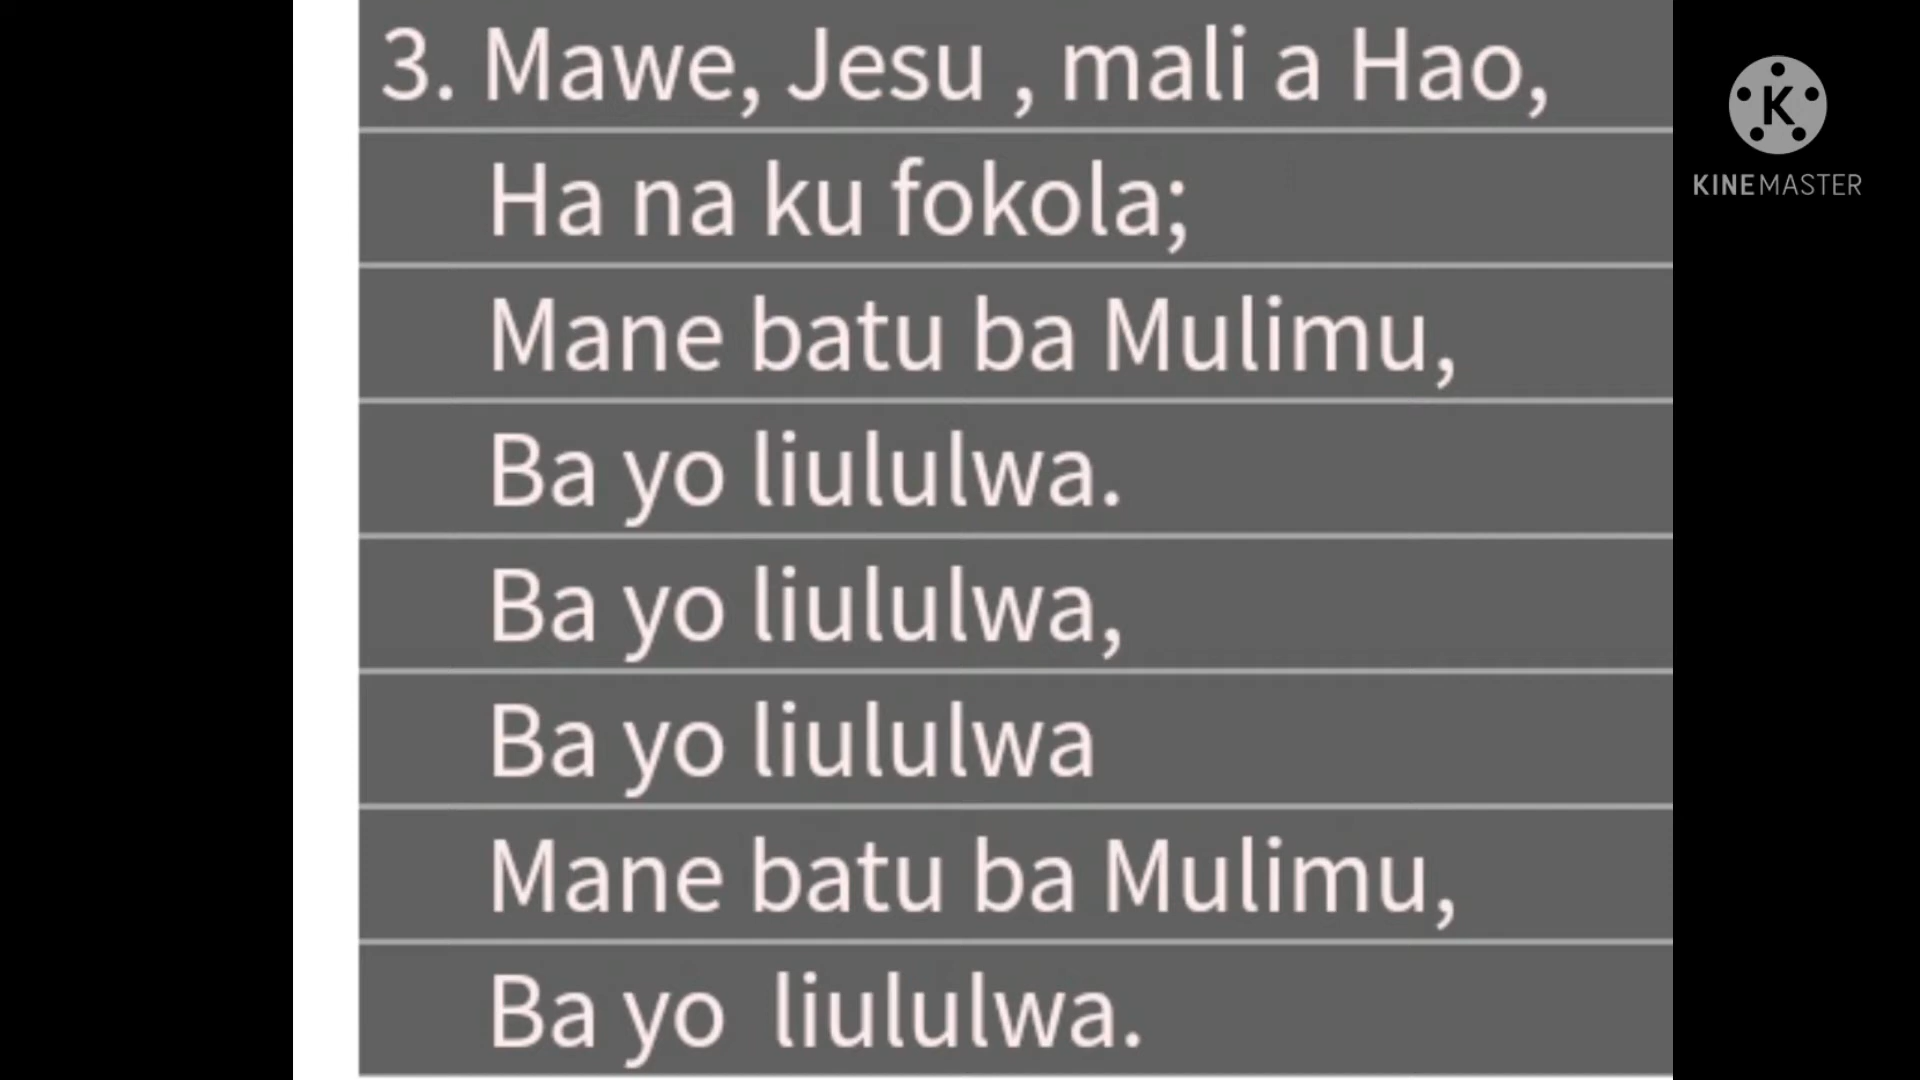 3. Mawe, Jesu , mali a Hao,
Ha na ku fokola;
Mane batu ba Mulimu,
Ba yo liululwa.
Ba yo liululwa,
Ba yo liululwa
Mane batu ba Mulimu,
Ba yo  liululwa.
K
KINEMASTER